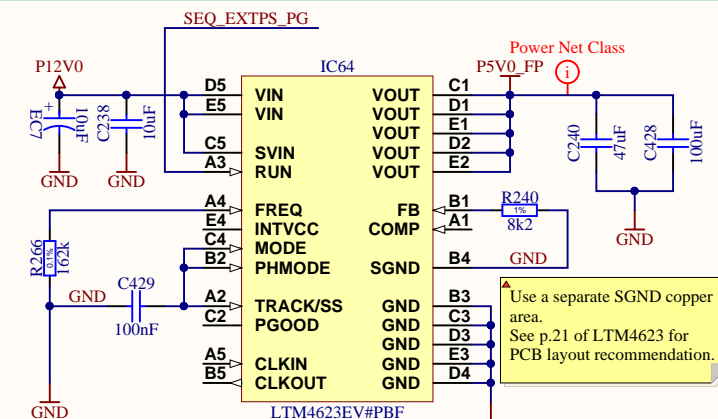 SEQ_EXTPS_PG
Power Net Class
P12V0
IC64
P5V0_FP
i
D5 VIN VOUT C1
E5 VIN VOUT D1
VOUT E1
C5 SVIN VOUT D2
A3 RUN VOUT E2
+
EC7
10uF
C238
10uF
C240
47uF
C428
100uF
GND
GND
GND
A4 FREQ FB B1
R240
1%
8k2
E4 INTVCC COMP A1
C4 MODE
B2 PHMODE SGND B4
GND
R266
0.1%
162k
C429
GND
100nF
A2 TRACK/SS GND B3
C2 PGOOD GND C3
GND D3
A5 CLKIN GND E3
B5 CLKOUT GND D4
Use a separate SGND copper
area.
See p.21 of LTM4623 for
PCB layout recommendation.
GND
LTM4623EV#PBF